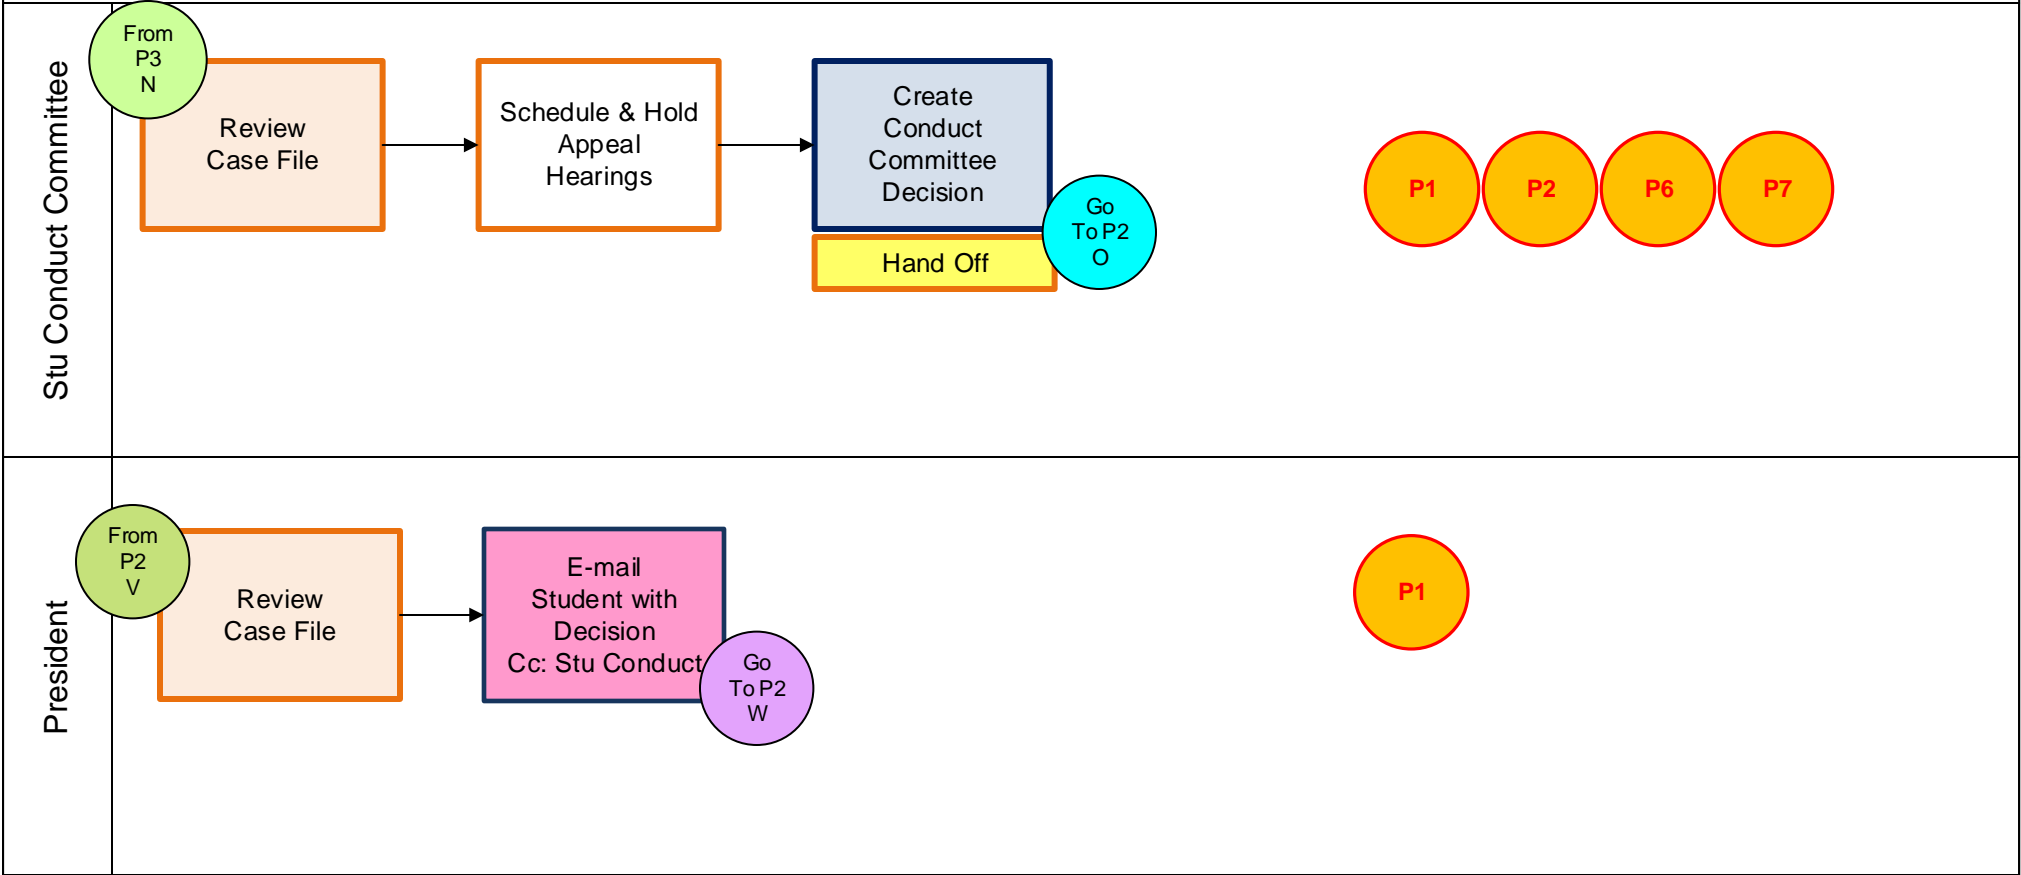 Stu Conduct Committee
From
P3
N
Review
Case File
Schedule & Hold
Appeal
Hearings
Create
Conduct
Committee
Decision
Hand Off
Go
To P2
O
P1
P2
P6
P7
President
From
P2
V
Review
Case File
E-mail
Student with
Decision
Cc: Stu Conduct
Go
To P2
W
P1